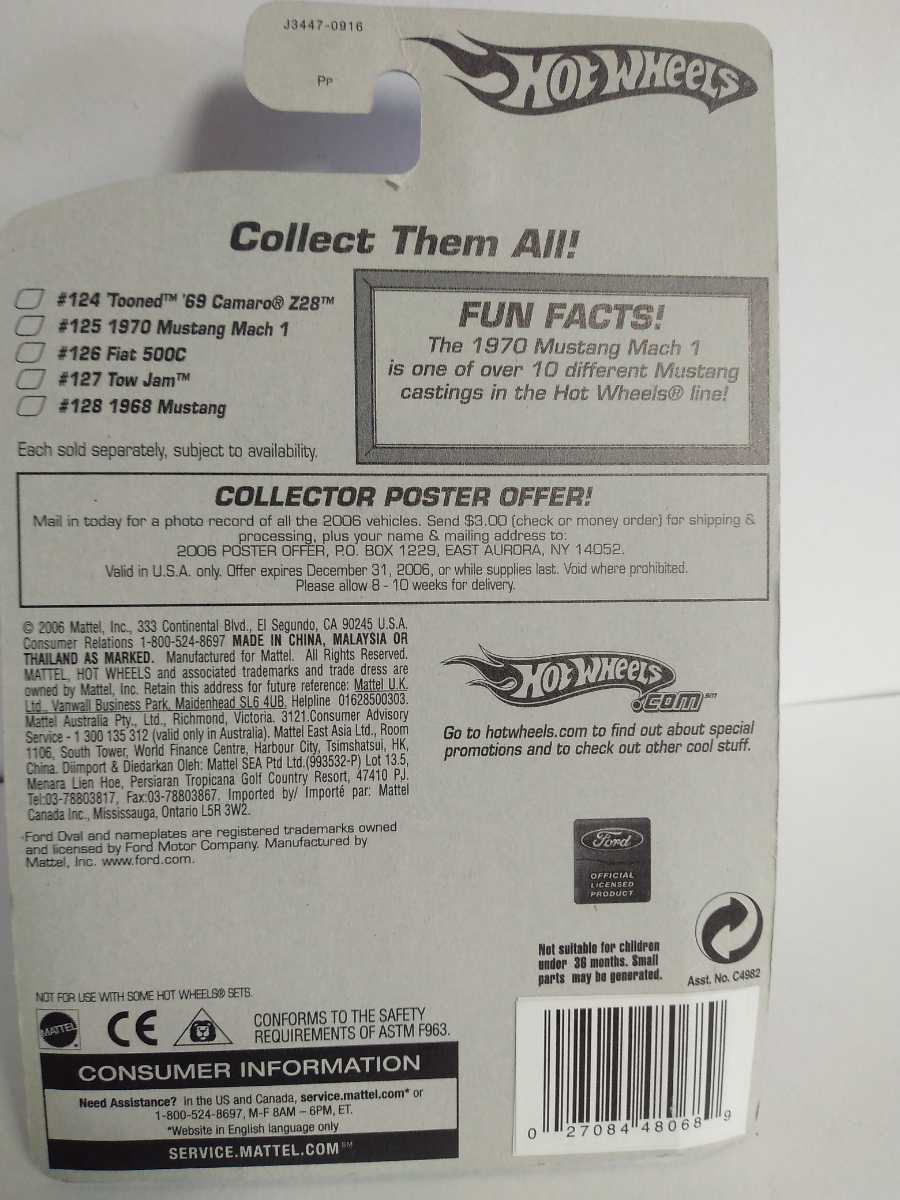 J3447-0916
Pp
HOT WHEELS
Collect Them All!
#124 'Tooned™ '69 Camaro® Z28™
#125 1970 Mustang Mach 1
#126 Fiat 500C
#127 Tow Jam™
#128 1968 Mustang
Each sold separately, subject to availability.
FUN FACTS!
The 1970 Mustang Mach 1
is one of over 10 different Mustang
castings in the Hot Wheels® line!
COLLECTOR POSTER OFFER!
Mail in today for a photo record of all the 2006 vehicles. Send $3.00 (check or money order) for shipping &
processing, plus your name & mailing address to:
2006 POSTER OFFER, P.O. BOX 1229, EAST AURORA, NY 14052.
Valid in U.S.A. only. Offer expires December 31, 2006, or while supplies last. Void where prohibited.
Please allow 8 - 10 weeks for delivery.
© 2006 Mattel, Inc., 333 Continental Blvd., El Segundo, CA 90245 U.S.A.
Consumer Relations 1-800-524-8697 MADE IN CHINA, MALAYSIA OR
THAILAND AS MARKED. Manufactured for Mattel. All Rights Reserved.
MATTEL, HOT WHEELS and associated trademarks and trade dress are
owned by Mattel, Inc. Retain this address for future reference: Mattel U.K.
Ltd., Vanwall Business Park, Maidenhead SL6 4UB. Helpline 01628500303.
Mattel Australia Pty., Ltd., Richmond, Victoria. 3121.Consumer Advisory
Service - 1 300 135 312 (valid only in Australia). Mattel East Asia Ltd., Room
1106, South Tower, World Finance Centre, Harbour City, Tsimshatsui, HK,
China. Diimport & Diedarkan Oleh: Mattel SEA Ptd Ltd.(993532-P) Lot 13.5,
Menara Lien Hoe, Persiaran Tropicana Golf Country Resort, 47410 PJ.
Tel:03-78803817, Fax:03-78803867. Imported by/ Importé par: Mattel
Canada Inc., Mississauga, Ontario L5R 3W2.
Ford Oval and nameplates are registered trademarks owned
and licensed by Ford Motor Company. Manufactured by
Mattel, Inc. www.ford.com.
HOT WHEELS
.COM℠
Go to hotwheels.com to find out about special
promotions and to check out other cool stuff.
Ford
OFFICIAL
LICENSED
PRODUCT
Not suitable for children
under 36 months. Small
parts may be generated.
Asst. No. C4982
NOT FOR USE WITH SOME HOT WHEELS® SETS.
MATTEL
CE
CONFORMS TO THE SAFETY
REQUIREMENTS OF ASTM F963.
CONSUMER INFORMATION
Need Assistance? In the US and Canada, service.mattel.com* or
1-800-524-8697, M-F 8AM – 6PM, ET.
*Website in English language only
SERVICE.MATTEL.COM℠
0 27084 48068 9